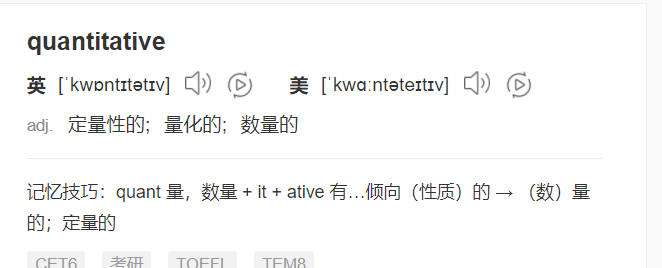 quantitative
英 [ˈkwɒntɪtətɪv] 美 [ˈkwɑːntəteɪtɪv]
adj. 定量性的；量化的；数量的
记忆技巧：quant 量，数量 + it + ative 有…倾向（性质）的 → （数）量
的；定量的
CET6 考研 TOEFL TEM8